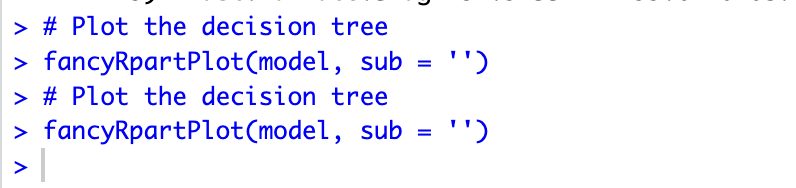 > # Plot the decision tree
> fancyRpartPlot(model, sub = '')
> # Plot the decision tree
> fancyRpartPlot(model, sub = '')
>